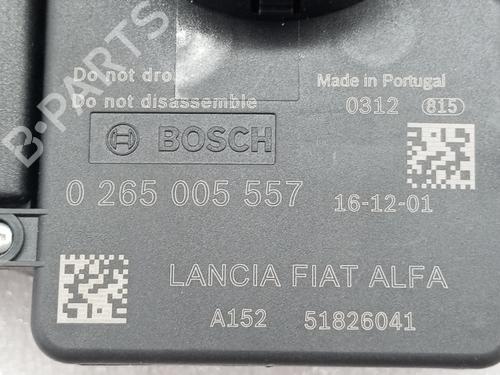 Do not dro
Made in Portugal
Do not disassemble
0312 815
BOSCH
0 265 005 557
16-12-01
LANCIA FIAT ALFA
A152 51826041
B-PARTS